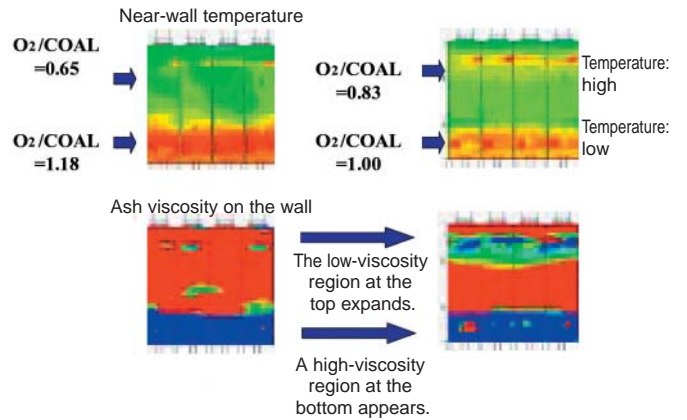 Near-wall temperature
O2/COAL
=0.65
O2/COAL
=1.18
O2/COAL
=0.83
O2/COAL
=1.00
Temperature:
high
Temperature:
low
Ash viscosity on the wall
The low-viscosity
region at the
top expands.
A high-viscosity
region at the
bottom appears.